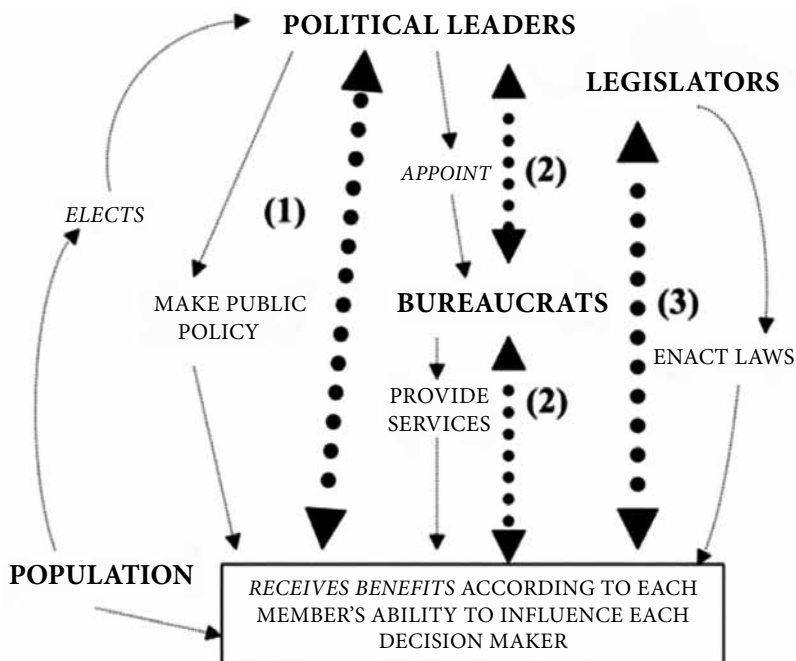 POLITICAL LEADERS
LEGISLATORS
APPOINT
(2)
ELECTS
(1)
MAKE PUBLIC
POLICY
BUREAUCRATS
(3)
ENACT LAWS
PROVIDE
SERVICES
(2)
POPULATION
RECEIVES BENEFITS ACCORDING TO EACH
MEMBER'S ABILITY TO INFLUENCE EACH
DECISION MAKER